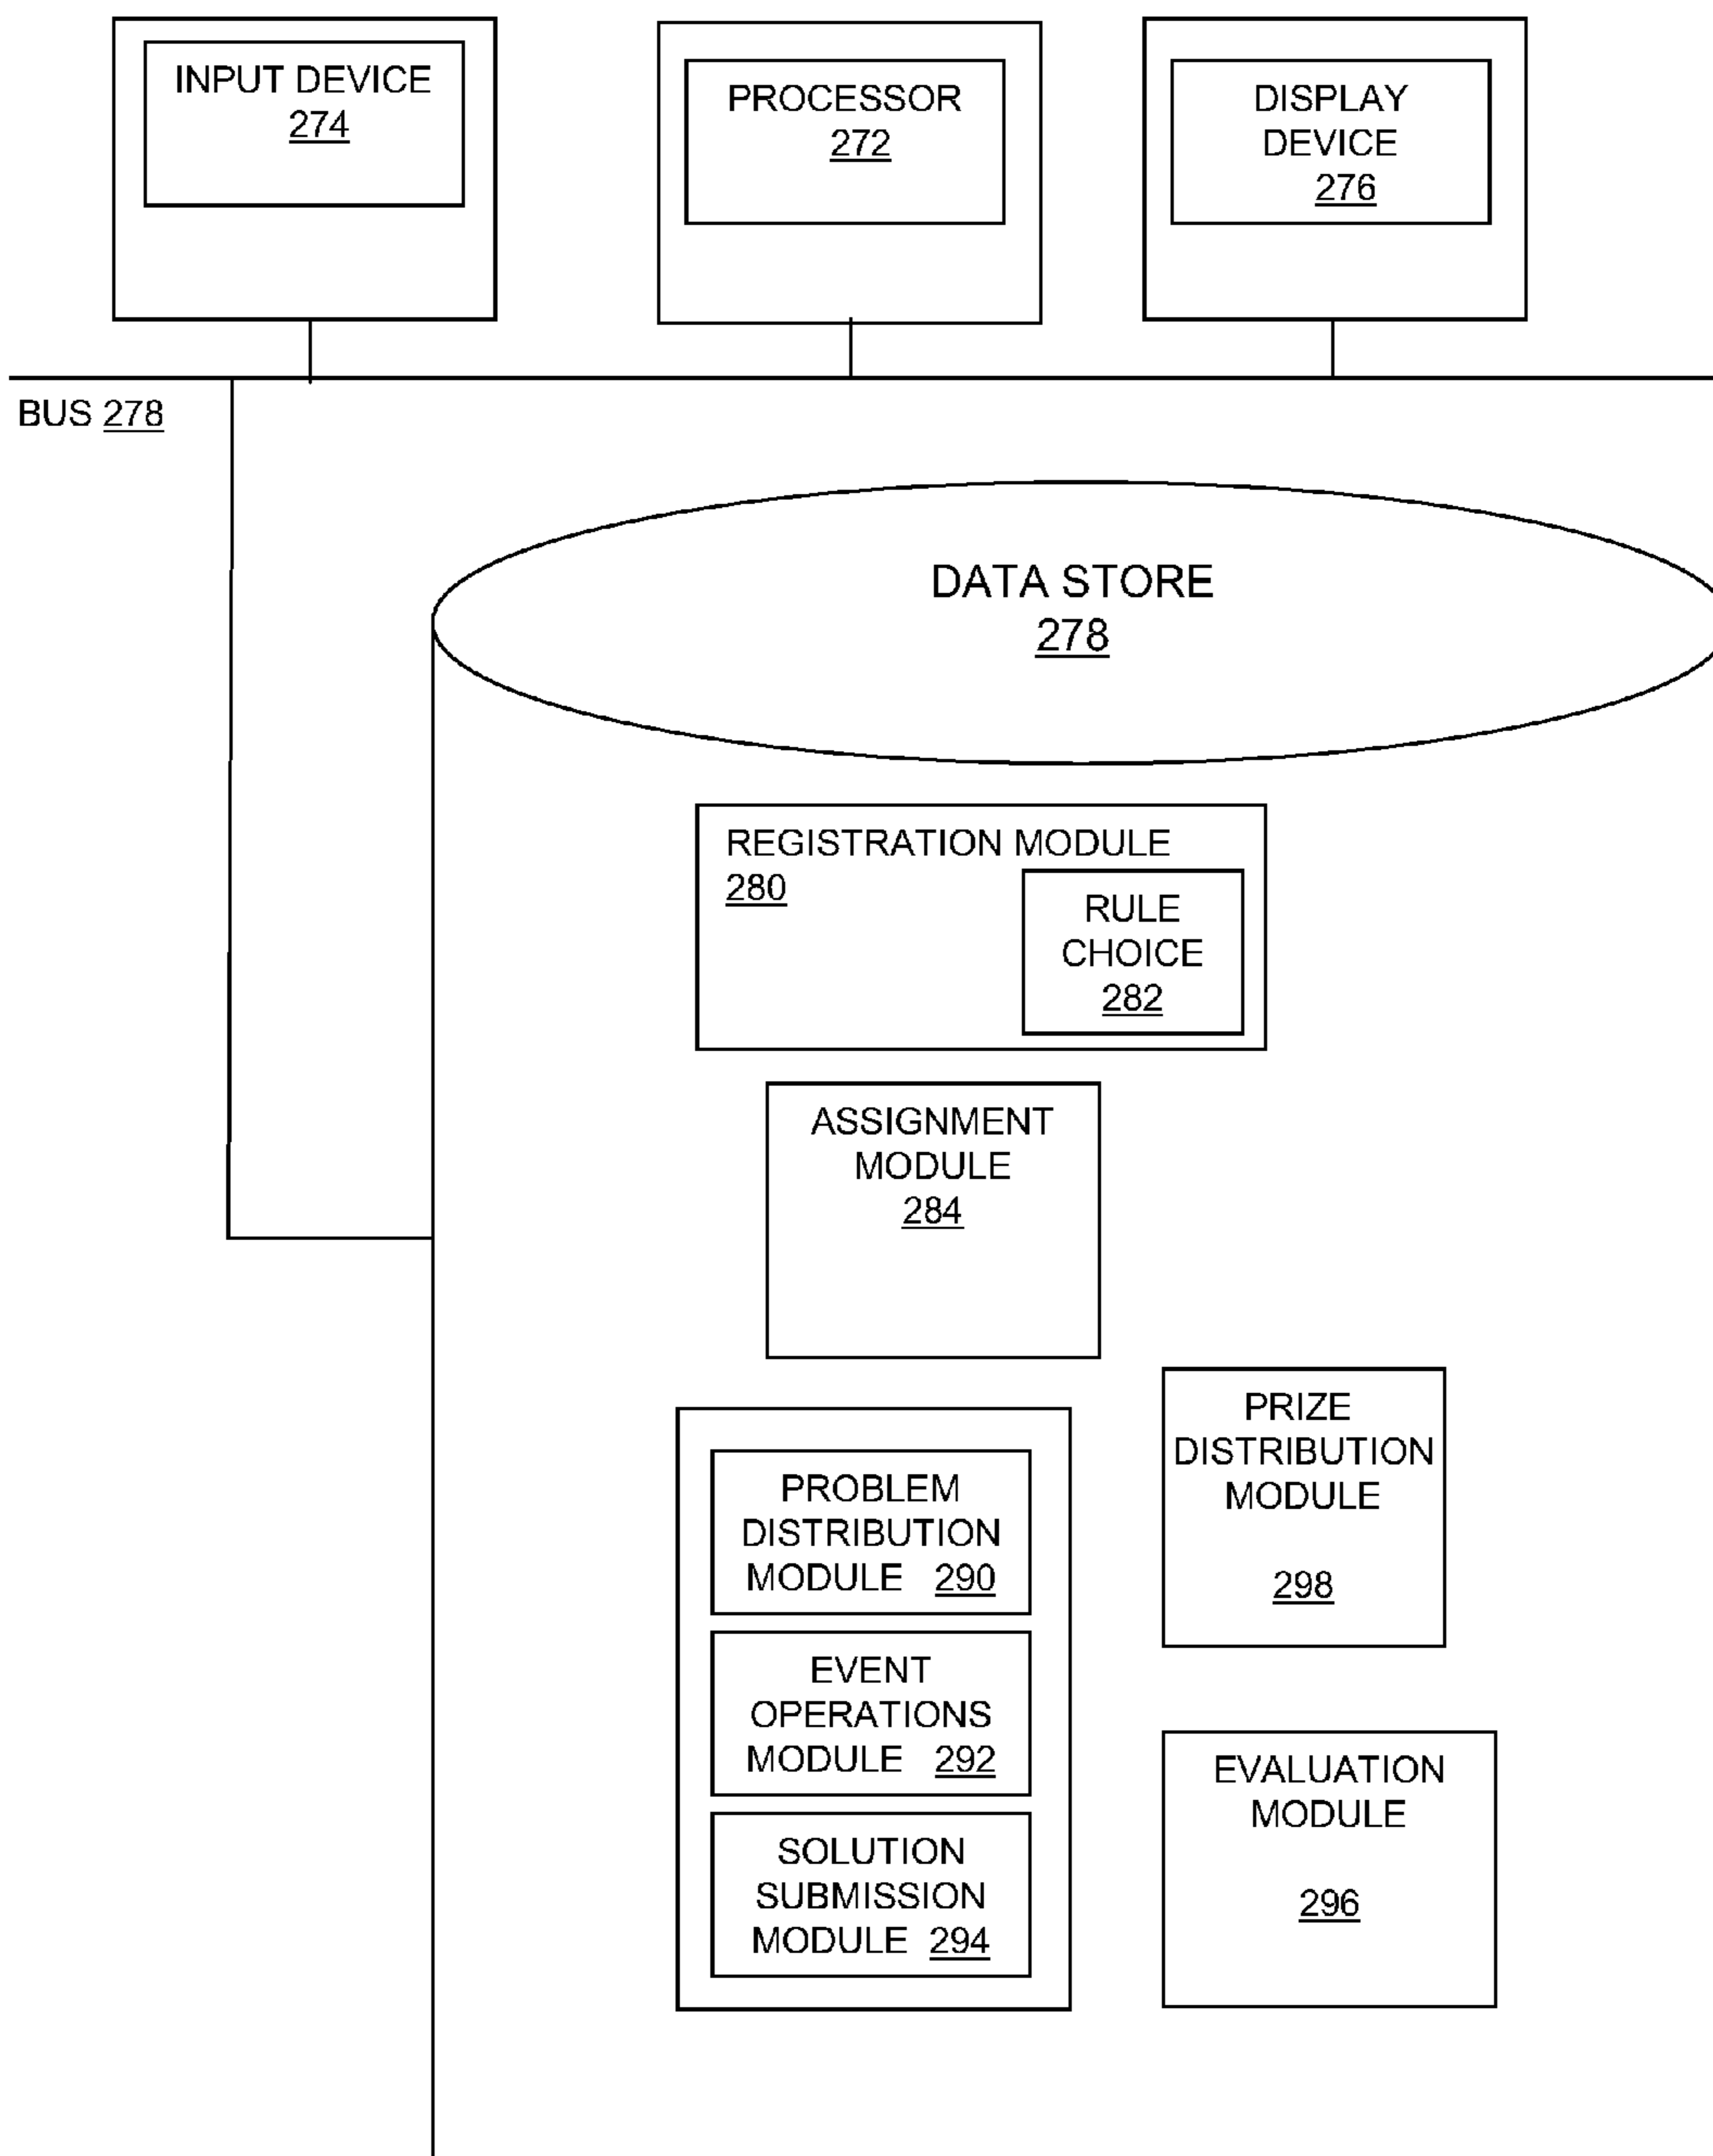 INPUT DEVICE
274
PROCESSOR
272
DISPLAY
DEVICE
276
BUS 278
DATA STORE
278
REGISTRATION MODULE
280
RULE
CHOICE
282
ASSIGNMENT
MODULE
284
PROBLEM
DISTRIBUTION
MODULE 290
EVENT
OPERATIONS
MODULE 292
SOLUTION
SUBMISSION
MODULE 294
PRIZE
DISTRIBUTION
MODULE
298
EVALUATION
MODULE
296